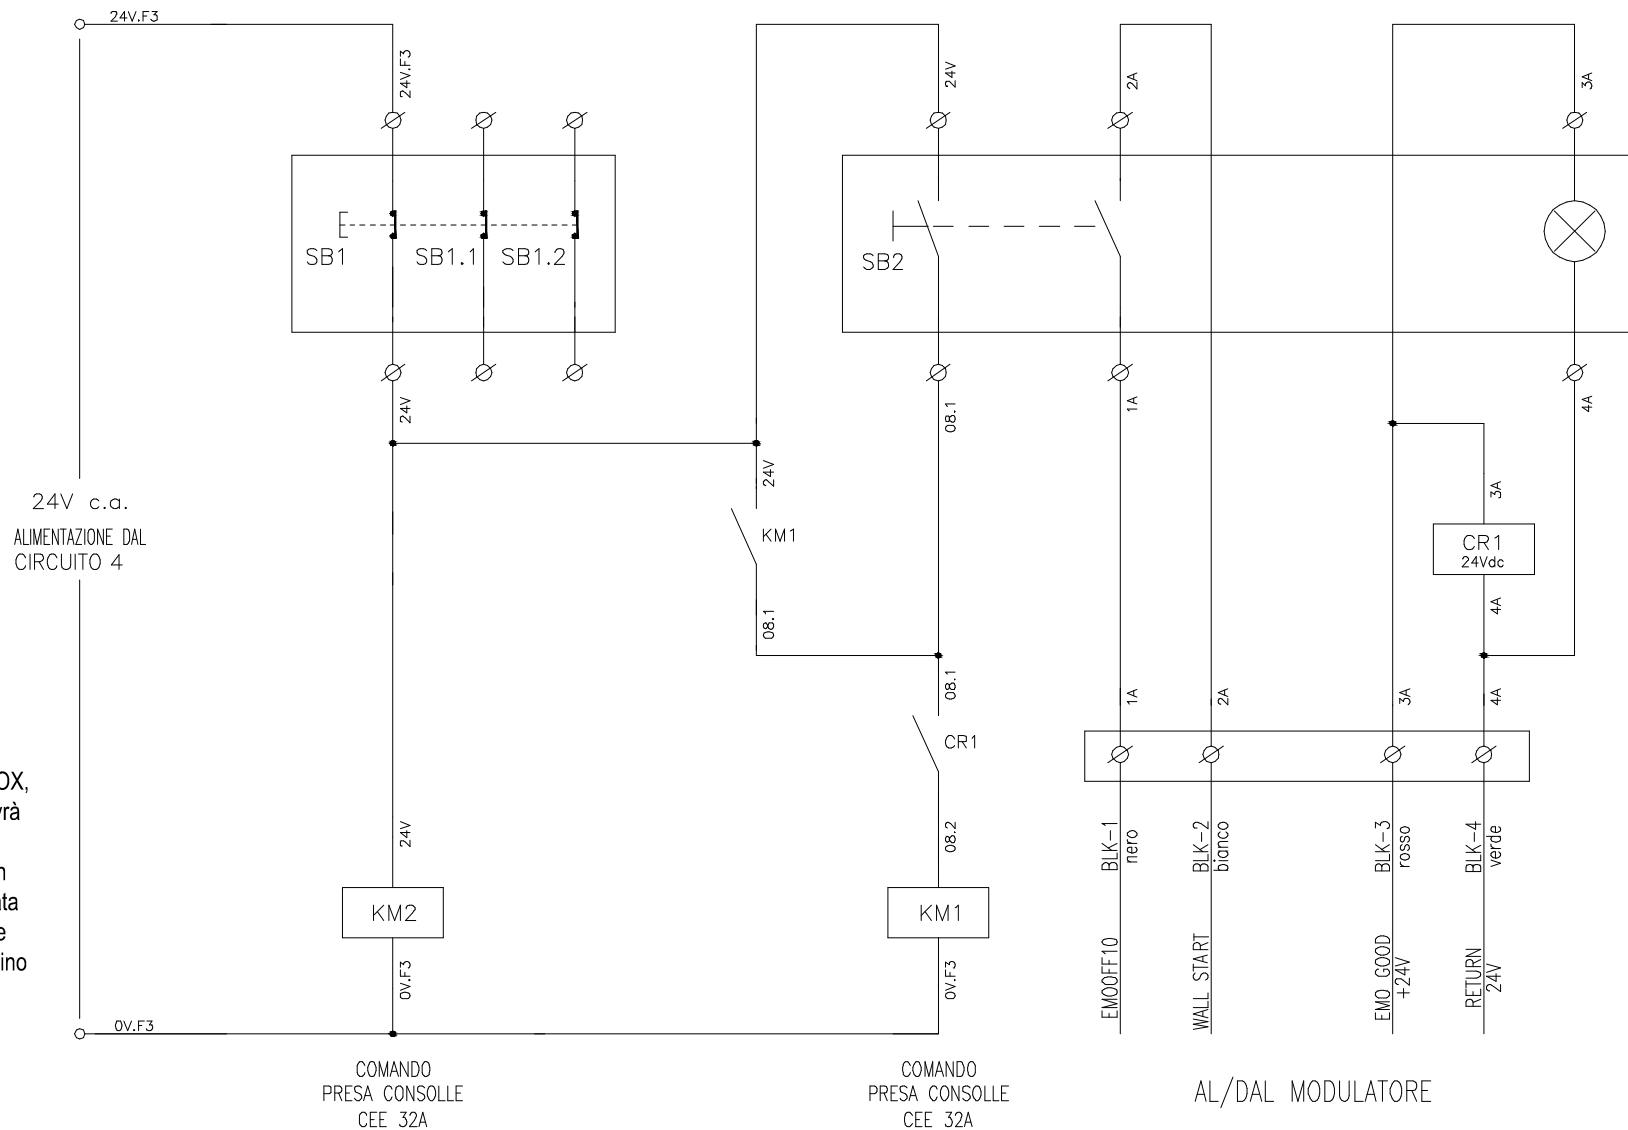 24V.F3
24V.F3
24V
2A
3A
SB1
SB1.1
SB1.2
SB2
24V
08.1
1A
4A
24V
KM1
08.1
3A
CR1
24Vdc
4A
24V c.a.
ALIMENTAZIONE DAL
CIRCUITO 4
08.1
CR1
1A
2A
3A
4A
OX,
vrà
n
ata
e
ino
24V
08.2
BLK-1
nero
BLK-2
bianco
BLK-3
rosso
BLK-4
verde
KM2
KM1
0V.F3
0V.F3
EMOOFF10
WALL START
EMO GOOD
+24V
RETURN
24V
0V.F3
COMANDO
PRESA CONSOLLE
CEE 32A
COMANDO
PRESA CONSOLLE
CEE 32A
AL/DAL MODULATORE